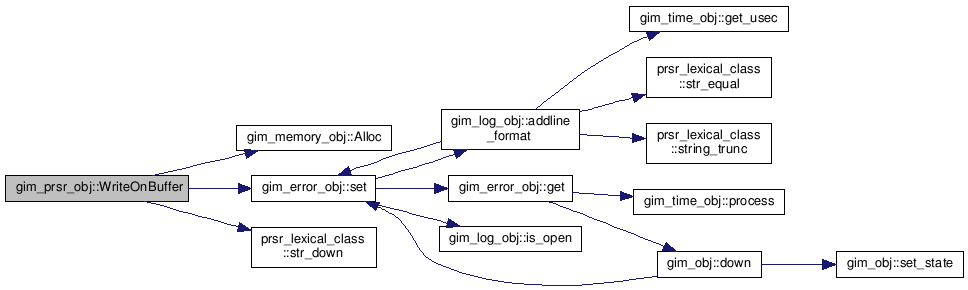 gim_time_obj::get_usec
prsr_lexical_class
::str_equal
gim_log_obj::addline
_format
gim_memory_obj::Alloc
prsr_lexical_class
::string_trunc
gim_prsr_obj::WriteOnBuffer
gim_error_obj::set
gim_error_obj::get
gim_time_obj::process
prsr_lexical_class
::str_down
gim_log_obj::is_open
gim_obj::down
gim_obj::set_state